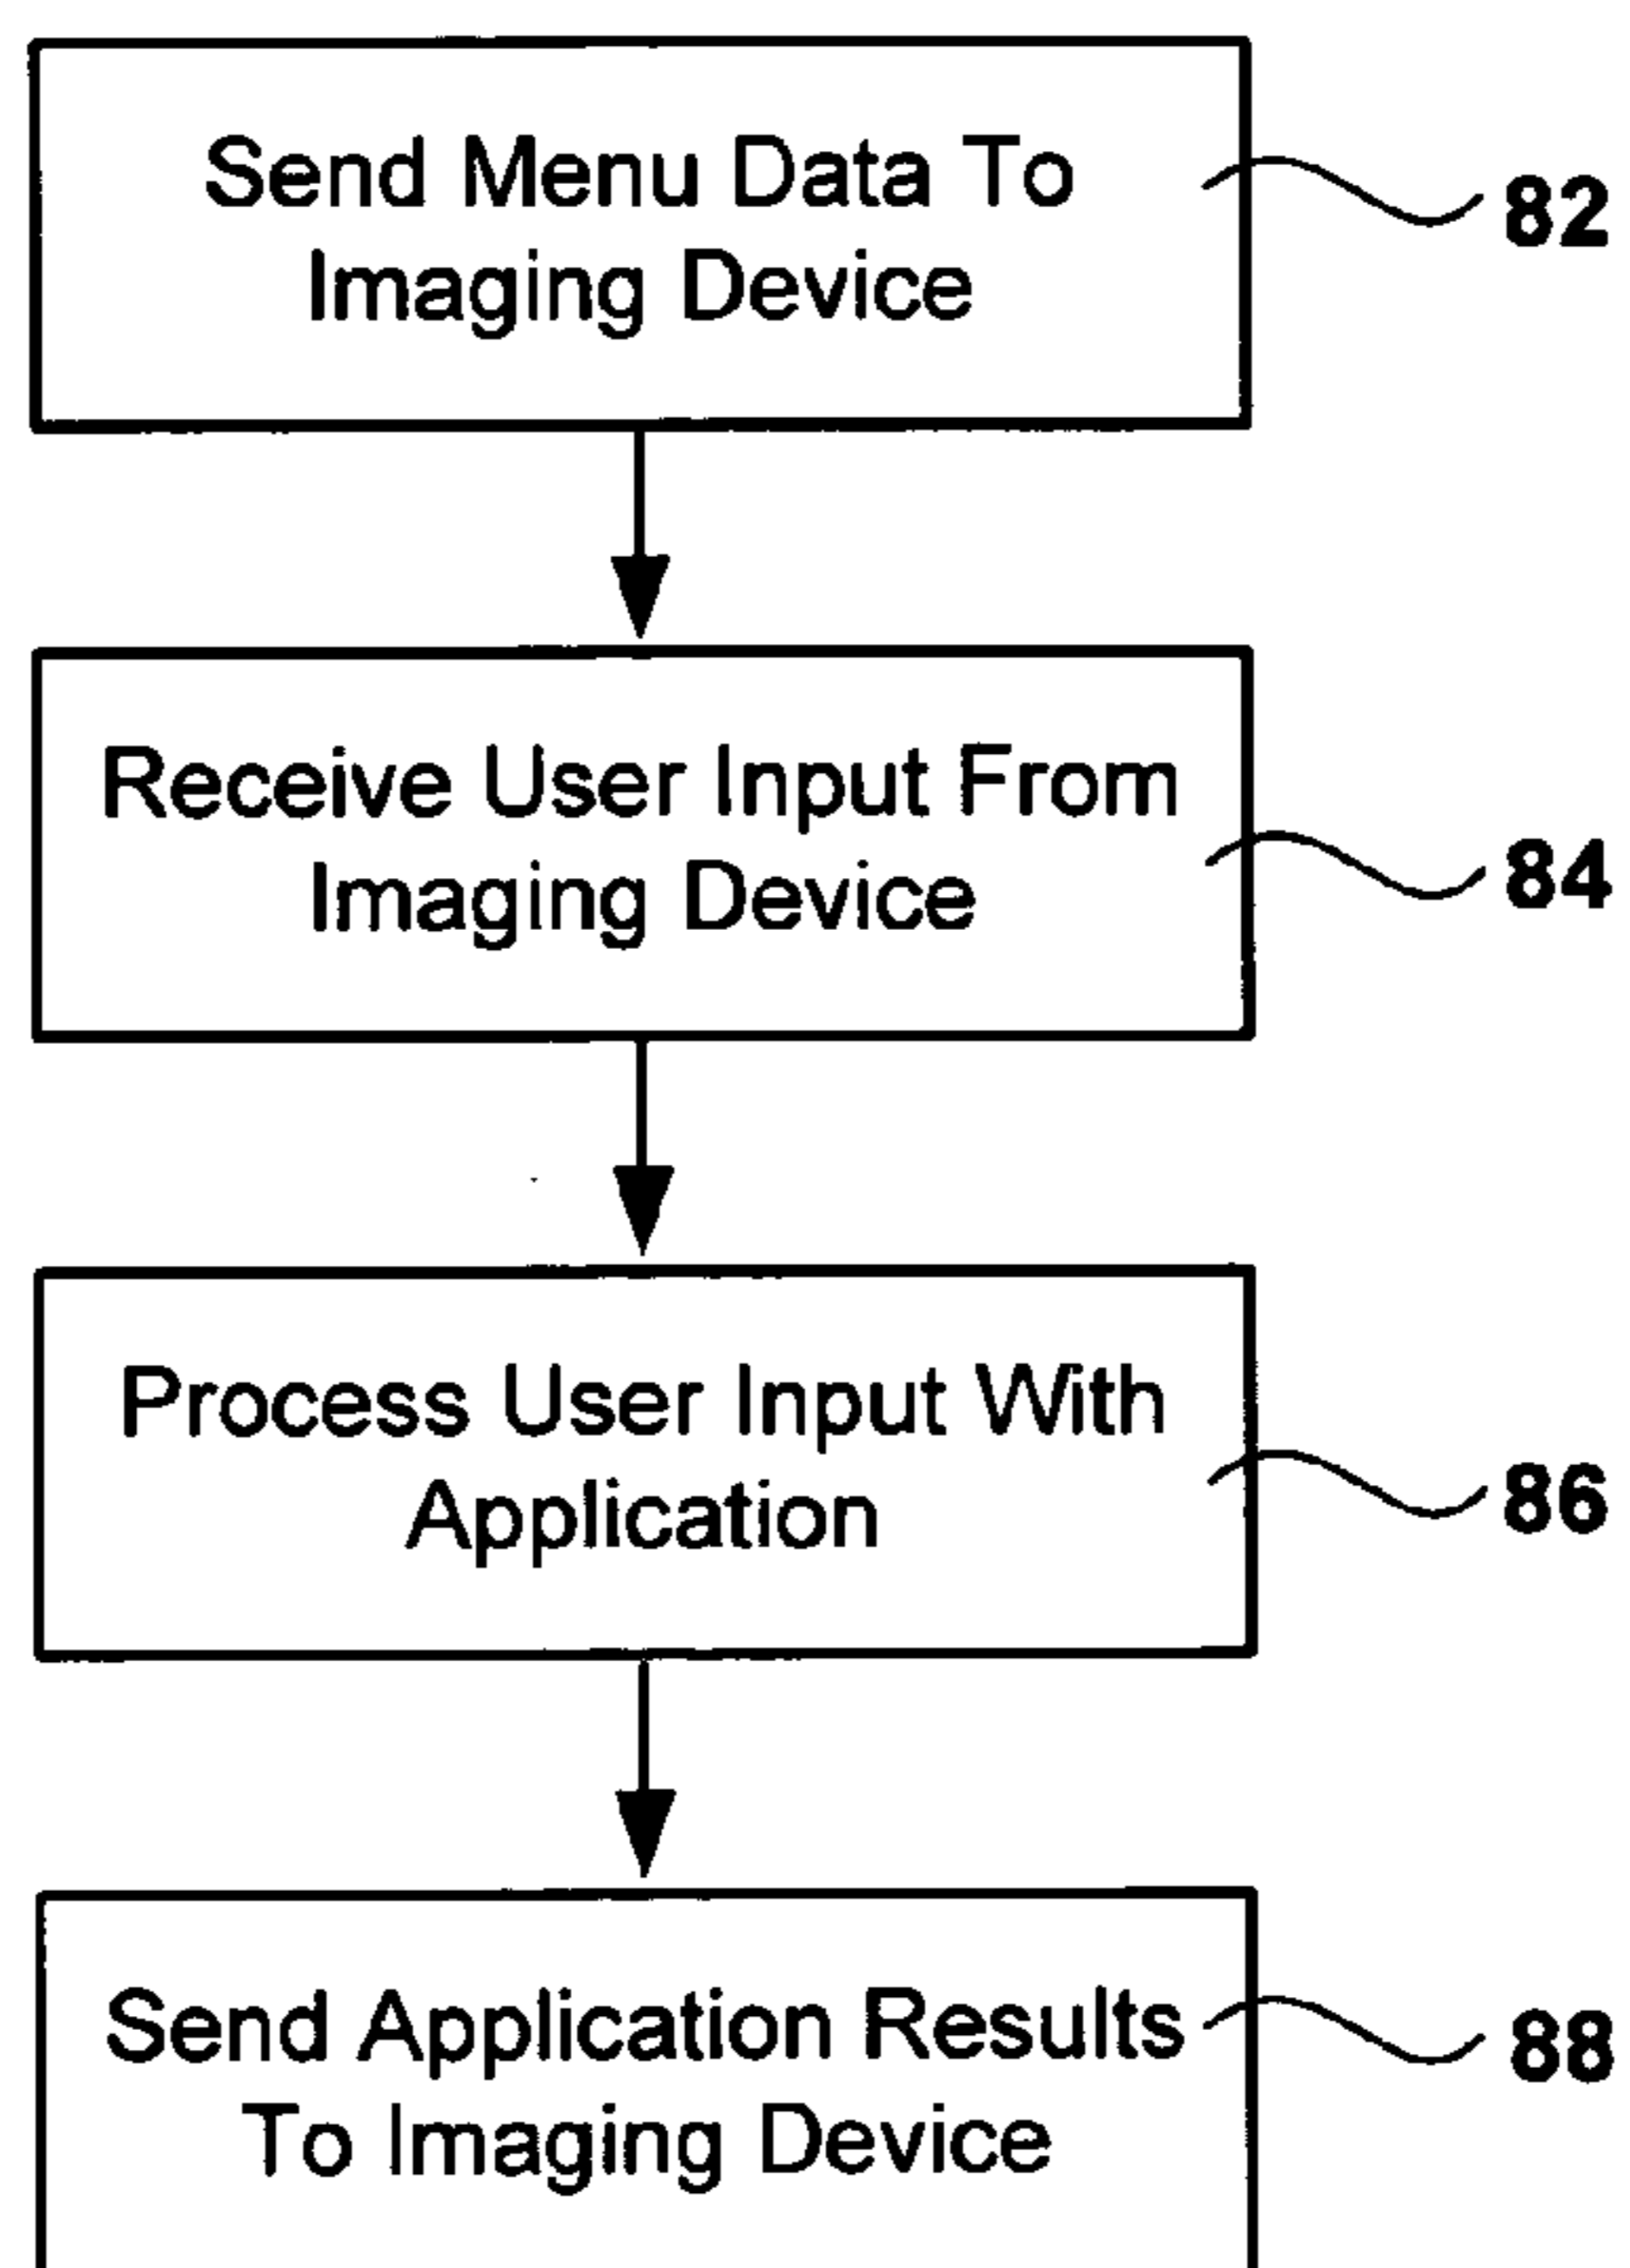 Send Menu Data To
Imaging Device
82
Receive User Input From
Imaging Device
84
Process User Input With
Application
86
Send Application Results
To Imaging Device
88